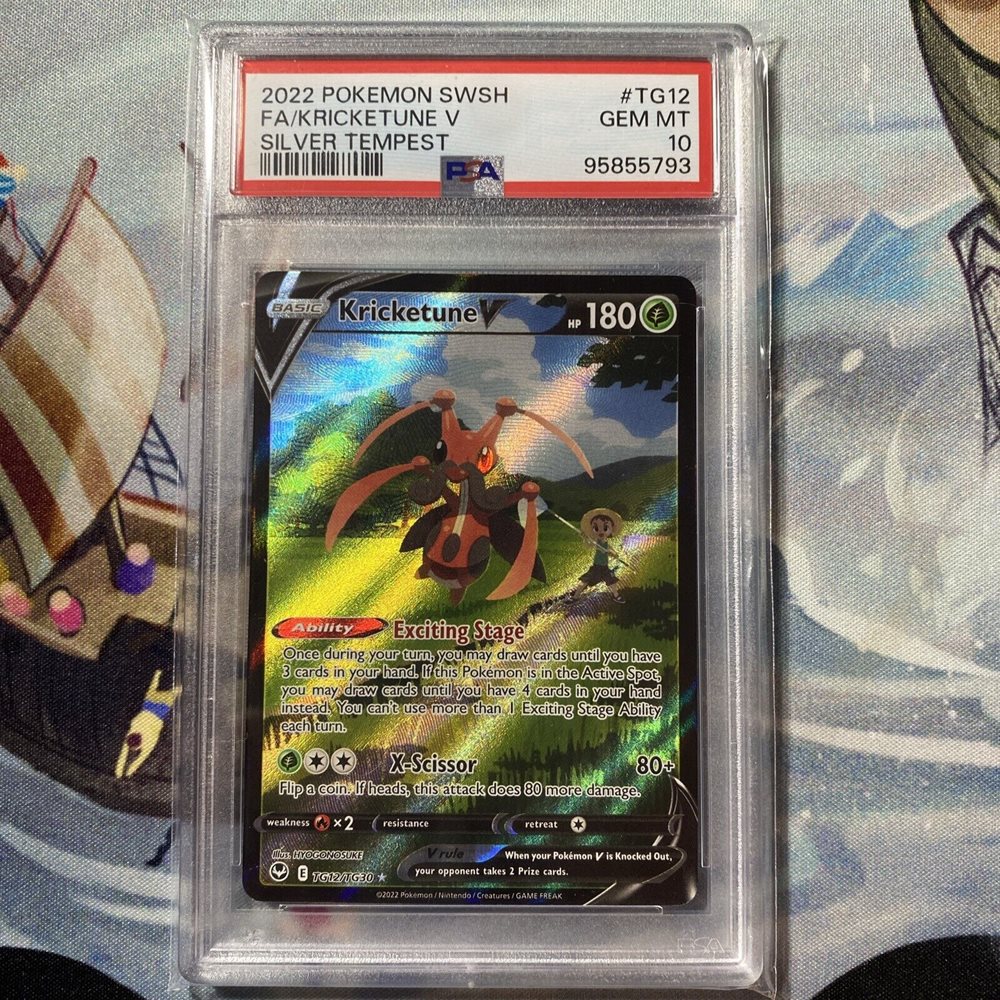 2022 POKEMON SWSH #TG12
FA/KRICKETUNE V GEM MT
SILVER TEMPEST 10
PSA 95855793
BASIC Kricketune V HP 180
Ability Exciting Stage
Once during your turn, you may draw cards until you have
3 cards in your hand. If this Pokémon is in the Active Spot,
you may draw cards until you have 4 cards in your hand
instead. You can't use more than 1 Exciting Stage Ability
each turn.
X-Scissor 80+
Flip a coin. If heads, this attack does 80 more damage.
weakness ×2 resistance retreat
Illus. HYOGONOSUKE
V rule When your Pokémon V is Knocked Out,
your opponent takes 2 Prize cards.
E TG12/TG30 ★
©2022 Pokémon / Nintendo / Creatures / GAME FREAK
PSA